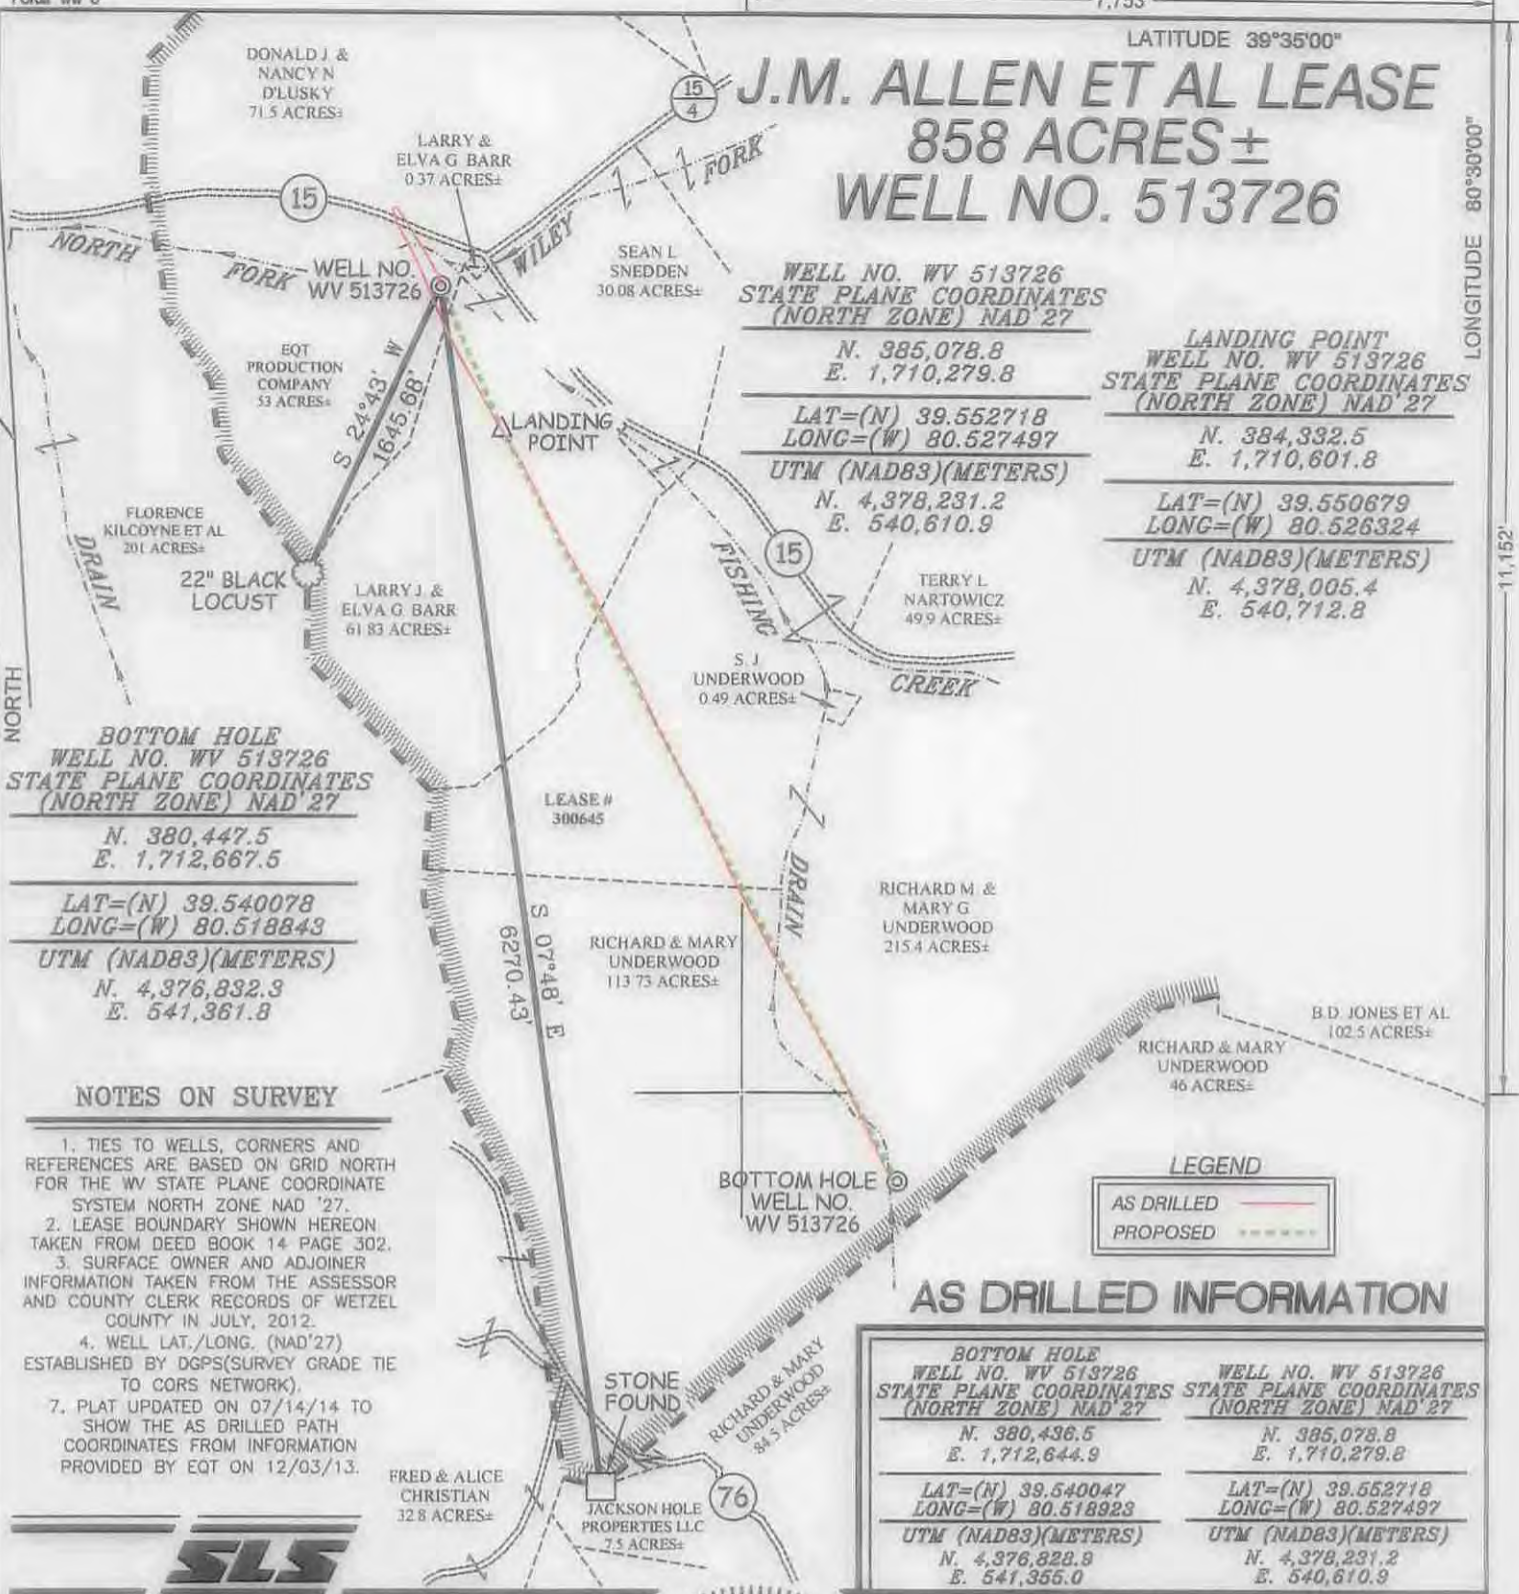 7,753
LATITUDE 39°35'00"
J.M. ALLEN ET AL LEASE
858 ACRES±
WELL NO. 513726
LONGITUDE 80°30'00"
11,152'
DONALD J. &
NANCY N
D'LUSKY
71.5 ACRES±
LARRY &
ELVA G. BARR
0.37 ACRES±
15
4
15
NORTH
FORK
WILEY
FORK
WELL NO.
WV 513726
SEAN L
SNEDDEN
30.08 ACRES±
WELL NO. WV 513726
STATE PLANE COORDINATES
(NORTH ZONE) NAD'27
N. 385,078.8
E. 1,710,279.8
LAT=(N) 39.552718
LONG=(W) 80.527497
UTM (NAD83)(METERS)
N. 4,378,231.2
E. 540,610.9
LANDING POINT
WELL NO. WV 513726
STATE PLANE COORDINATES
(NORTH ZONE) NAD'27
N. 384,332.5
E. 1,710,601.8
LAT=(N) 39.550679
LONG=(W) 80.526324
UTM (NAD83)(METERS)
N. 4,378,005.4
E. 540,712.8
EQT
PRODUCTION
COMPANY
53 ACRES±
S 24°43' W
1645.68'
LANDING
POINT
FLORENCE
KILCOYNE ET AL
201 ACRES±
DRAIN
22" BLACK
LOCUST
LARRY J. &
ELVA G. BARR
61.83 ACRES±
FISHING
15
CREEK
TERRY L
NARTOWICZ
49.9 ACRES±
S. J.
UNDERWOOD
0.49 ACRES±
NORTH
BOTTOM HOLE
WELL NO. WV 513726
STATE PLANE COORDINATES
(NORTH ZONE) NAD'27
N. 380,447.5
E. 1,712,667.5
LAT=(N) 39.540078
LONG=(W) 80.518843
UTM (NAD83)(METERS)
N. 4,376,832.3
E. 541,361.8
LEASE #
300645
S 07°48' E
6270.43'
DRAIN
RICHARD & MARY
UNDERWOOD
113.73 ACRES±
RICHARD M &
MARY G
UNDERWOOD
215.4 ACRES±
B.D. JONES ET AL
102.5 ACRES±
RICHARD & MARY
UNDERWOOD
46 ACRES±
NOTES ON SURVEY
1. TIES TO WELLS, CORNERS AND
REFERENCES ARE BASED ON GRID NORTH
FOR THE WV STATE PLANE COORDINATE
SYSTEM NORTH ZONE NAD '27.
2. LEASE BOUNDARY SHOWN HEREON
TAKEN FROM DEED BOOK 14 PAGE 302.
3. SURFACE OWNER AND ADJOINER
INFORMATION TAKEN FROM THE ASSESSOR
AND COUNTY CLERK RECORDS OF WETZEL
COUNTY IN JULY, 2012.
4. WELL LAT./LONG. (NAD'27)
ESTABLISHED BY DGPS(SURVEY GRADE TIE
TO CORS NETWORK).
7. PLAT UPDATED ON 07/14/14 TO
SHOW THE AS DRILLED PATH
COORDINATES FROM INFORMATION
PROVIDED BY EQT ON 12/03/13.
BOTTOM HOLE
WELL NO.
WV 513726
LEGEND
AS DRILLED
PROPOSED
AS DRILLED INFORMATION
BOTTOM HOLE
WELL NO. WV 513726
STATE PLANE COORDINATES
(NORTH ZONE) NAD'27
N. 380,436.5
E. 1,712,644.9
LAT=(N) 39.540047
LONG=(W) 80.518923
UTM (NAD83)(METERS)
N. 4,376,828.9
E. 541,355.0
WELL NO. WV 513726
STATE PLANE COORDINATES
(NORTH ZONE) NAD'27
N. 385,078.8
E. 1,710,279.8
LAT=(N) 39.552718
LONG=(W) 80.527497
UTM (NAD83)(METERS)
N. 4,378,231.2
E. 540,610.9
STONE
FOUND
RICHARD & MARY
UNDERWOOD
84.5 ACRES±
FRED & ALICE
CHRISTIAN
32.8 ACRES±
JACKSON HOLE
PROPERTIES LLC
7.5 ACRES±
76
SLS